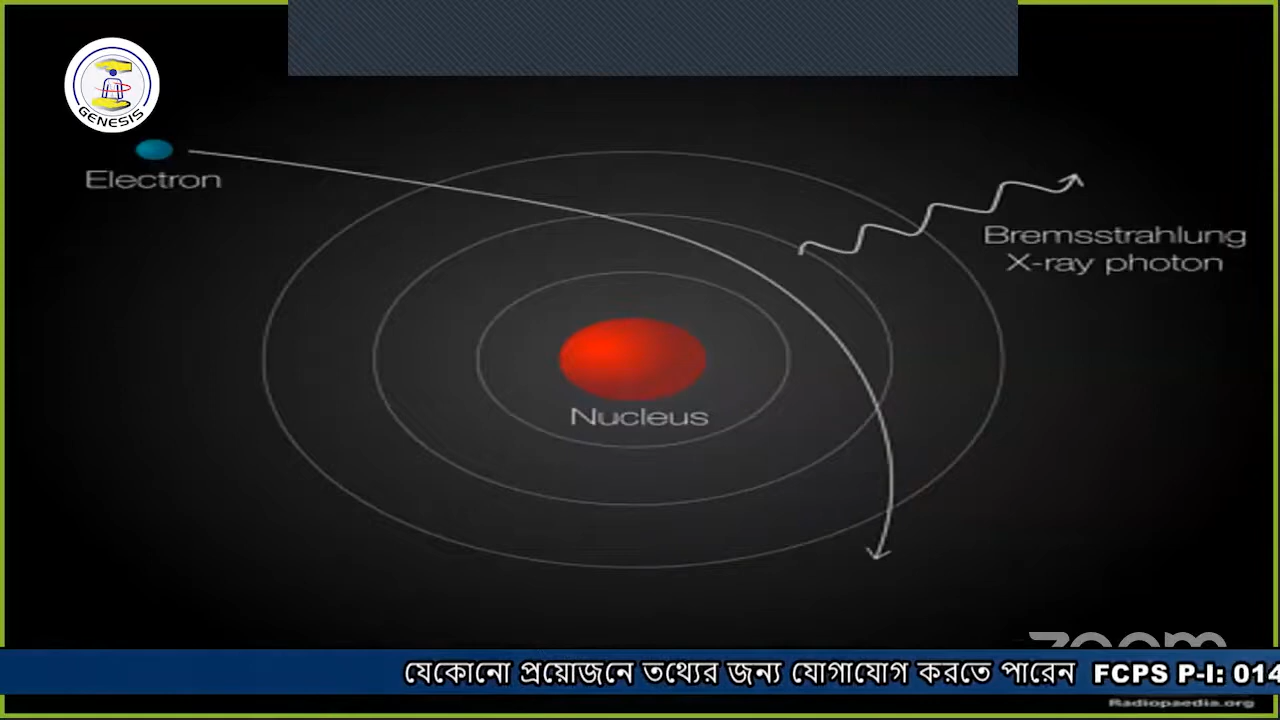 GENESIS
Electron
Bremsstrahlung
X-ray photon
Nucleus
zoom
যেকোনো প্রয়োজনে তথ্যের জন্য যোগাযোগ করতে পারেন FCPS P-I: 014
Radiopaedia.org